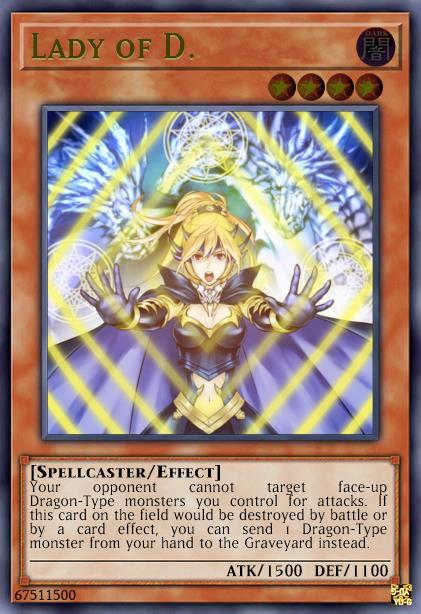 LADY OF D.
DARK
闇
[SPELLCASTER/EFFECT]
Your opponent cannot target face-up
Dragon-Type monsters you control for attacks. If
this card on the field would be destroyed by battle or
by a card effect, you can send 1 Dragon-Type
monster from your hand to the Graveyard instead.
ATK/1500 DEF/1100
67511500